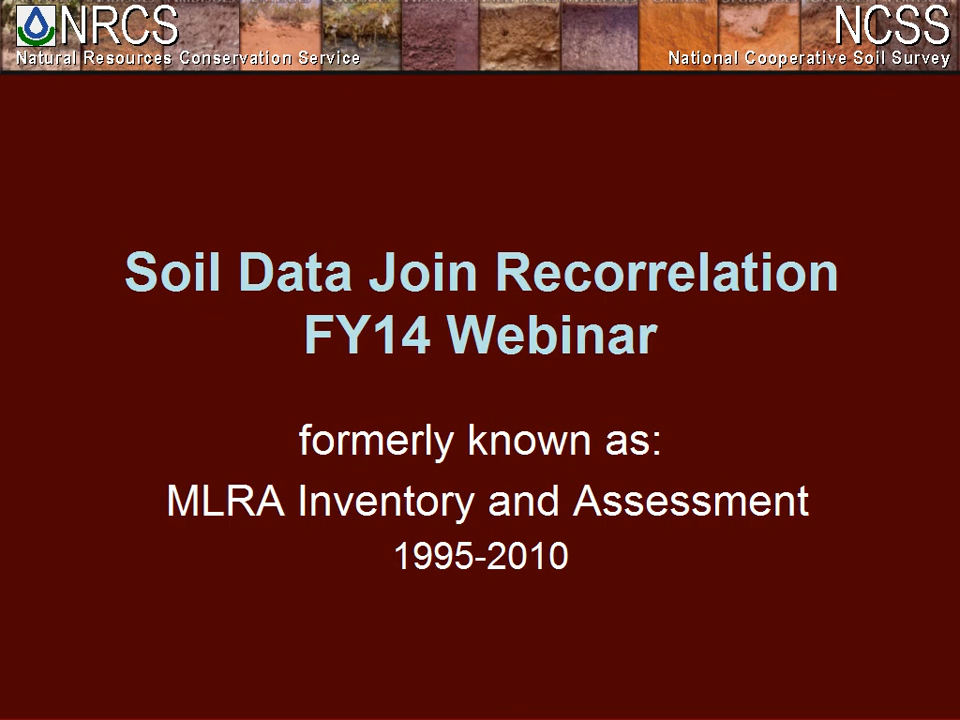 NRCS
Natural Resources Conservation Service
NCSS
National Cooperative Soil Survey
Soil Data Join Recorrelation
FY14 Webinar
formerly known as:
MLRA Inventory and Assessment
1995-2010